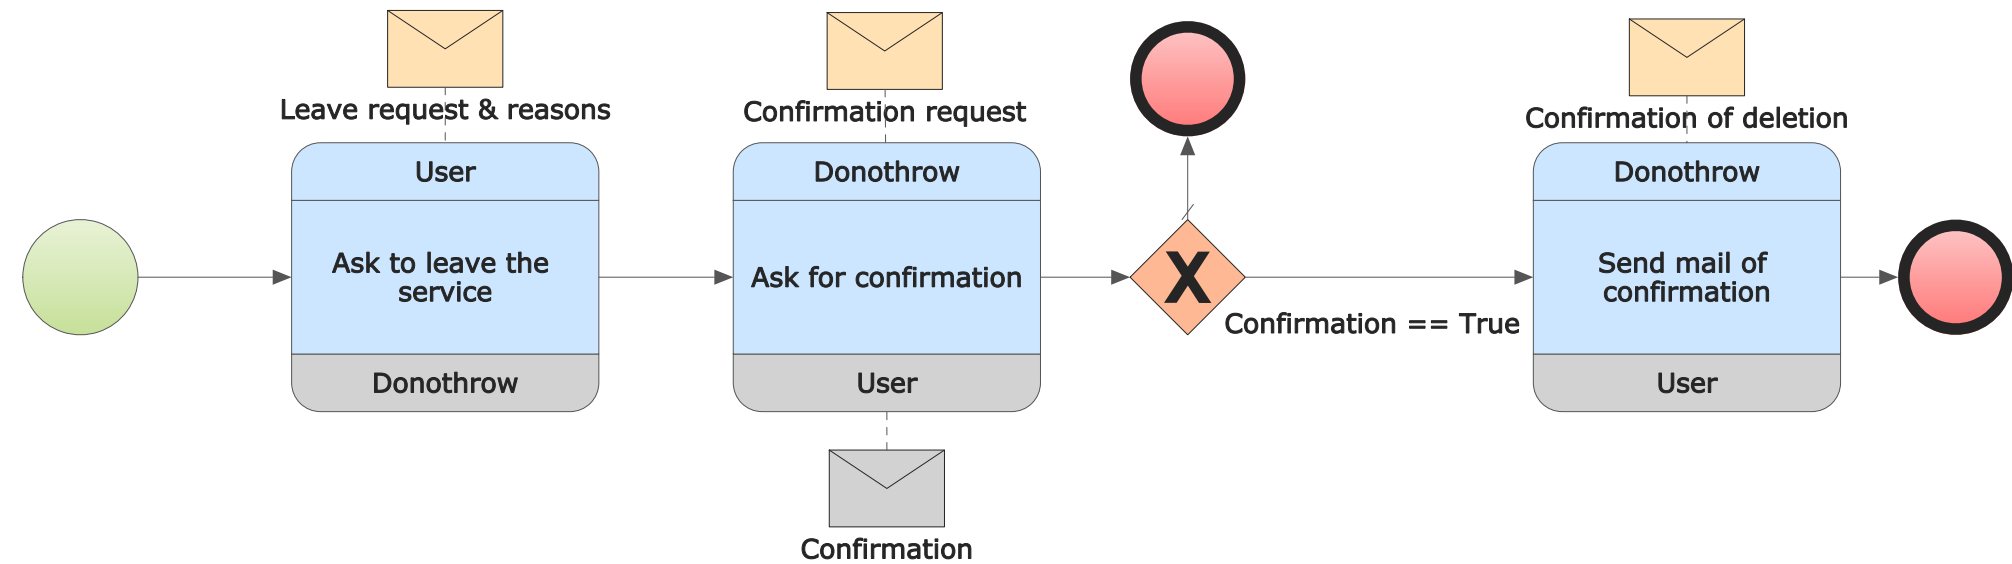 Leave request & reasons
User
Ask to leave the
service
Donothrow
Confirmation request
Donothrow
Ask for confirmation
User
Confirmation
X
Confirmation == True
Confirmation of deletion
Donothrow
Send mail of
confirmation
User